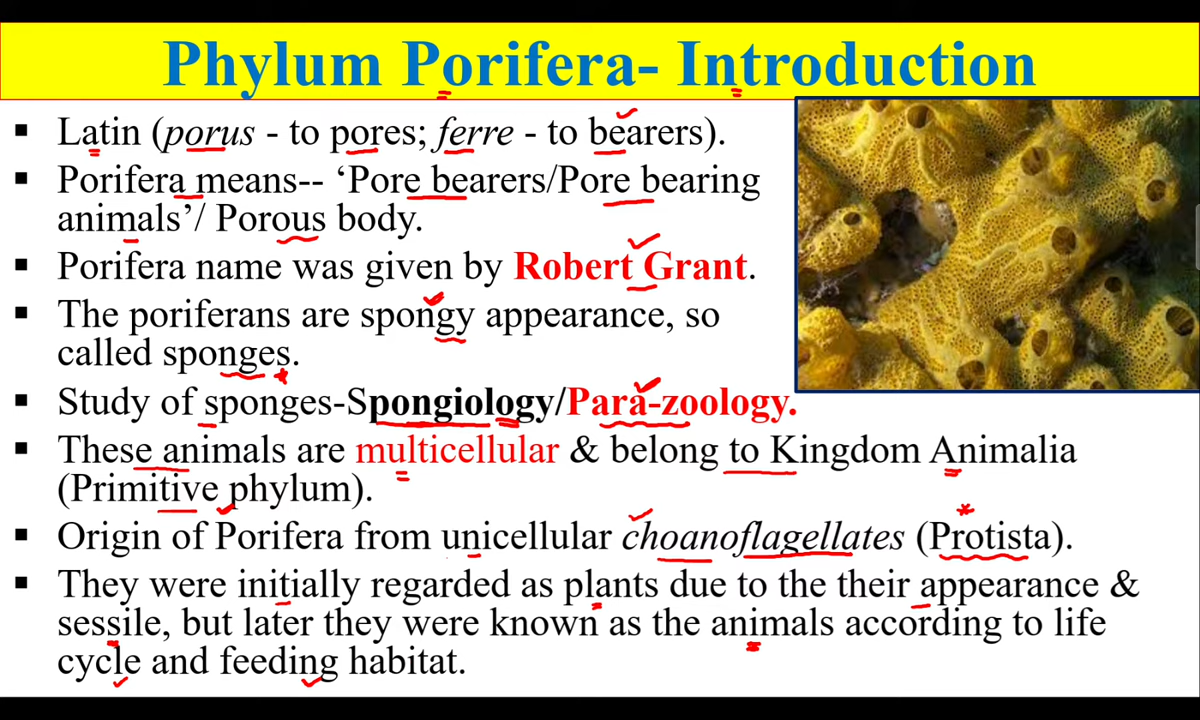 Phylum Porifera- Introduction
▪ Latin (porus - to pores; ferre - to bearers).
▪ Porifera means-- ‘Pore bearers/Pore bearing
animals’/ Porous body.
▪ Porifera name was given by Robert Grant.
▪ The poriferans are spongy appearance, so
called sponges.
▪ Study of sponges-Spongiology/Para-zoology.
▪ These animals are multicellular & belong to Kingdom Animalia
(Primitive phylum).
▪ Origin of Porifera from unicellular choanoflagellates (Protista).
▪ They were initially regarded as plants due to the their appearance &
sessile, but later they were known as the animals according to life
cycle and feeding habitat.